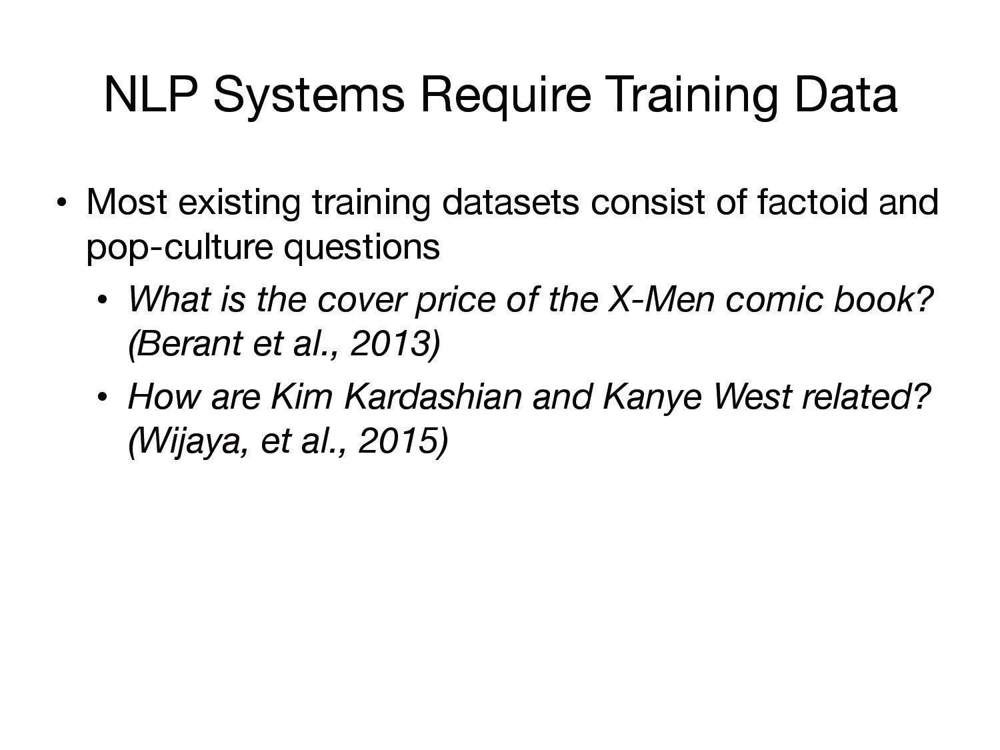 NLP Systems Require Training Data
• Most existing training datasets consist of factoid and
pop-culture questions
• What is the cover price of the X-Men comic book?
(Berant et al., 2013)
• How are Kim Kardashian and Kanye West related?
(Wijaya, et al., 2015)